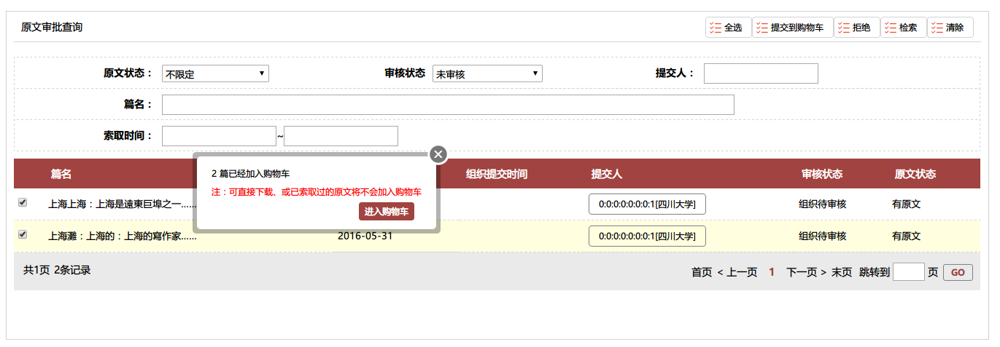 原文审批查询 全选 提交到购物车 拒绝 检索 清除
原文状态： 不限定 审核状态 未审核 提交人：
篇名：
索取时间： ~
篇名 组织提交时间 提交人 审核状态 原文状态
2 篇已经加入购物车
注：可直接下载、或已索取过的原文将不会加入购物车
进入购物车
上海上海：上海是遠東巨埠之一...... 0:0:0:0:0:0:0:1[四川大学] 组织待审核 有原文
上海灘：上海的：上海的寫作家...... 2016-05-31 0:0:0:0:0:0:0:1[四川大学] 组织待审核 有原文
共1页 2条记录 首页 < 上一页 1 下一页 > 末页 跳转到 页 GO